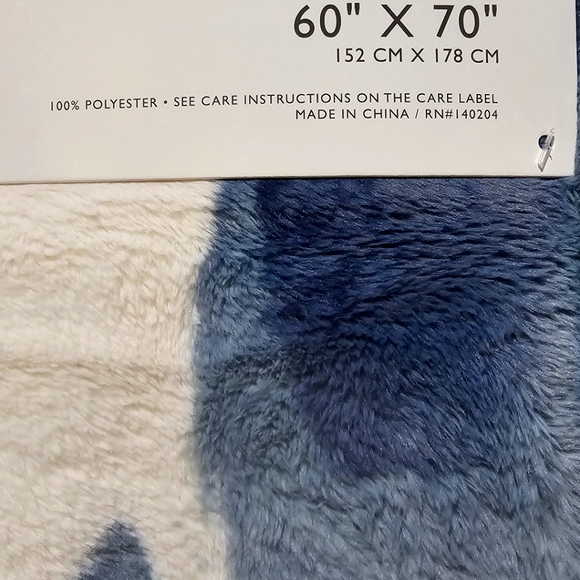 60" X 70"
152 CM X 178 CM
100% POLYESTER • SEE CARE INSTRUCTIONS ON THE CARE LABEL
MADE IN CHINA / RN#140204